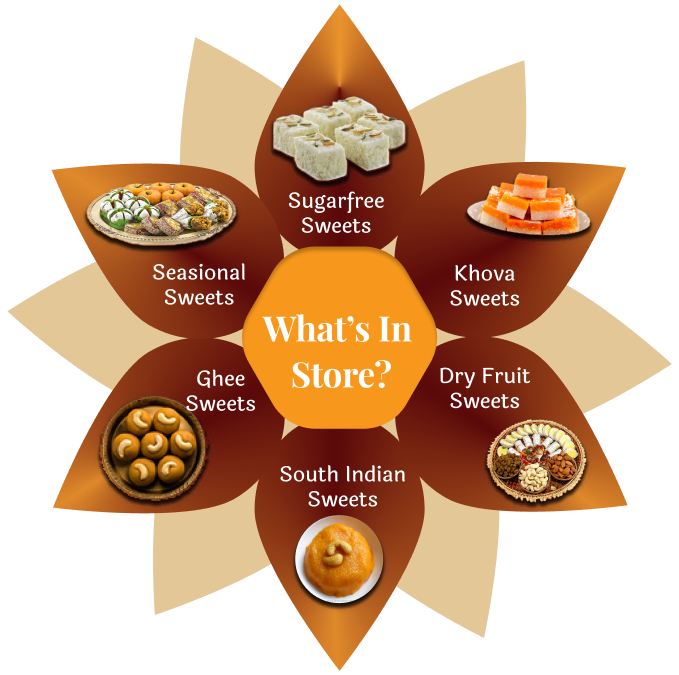 Sugarfree
Sweets
Seasional
Sweets
Khova
Sweets
What's In
Store?
Ghee
Sweets
Dry Fruit
Sweets
South Indian
Sweets